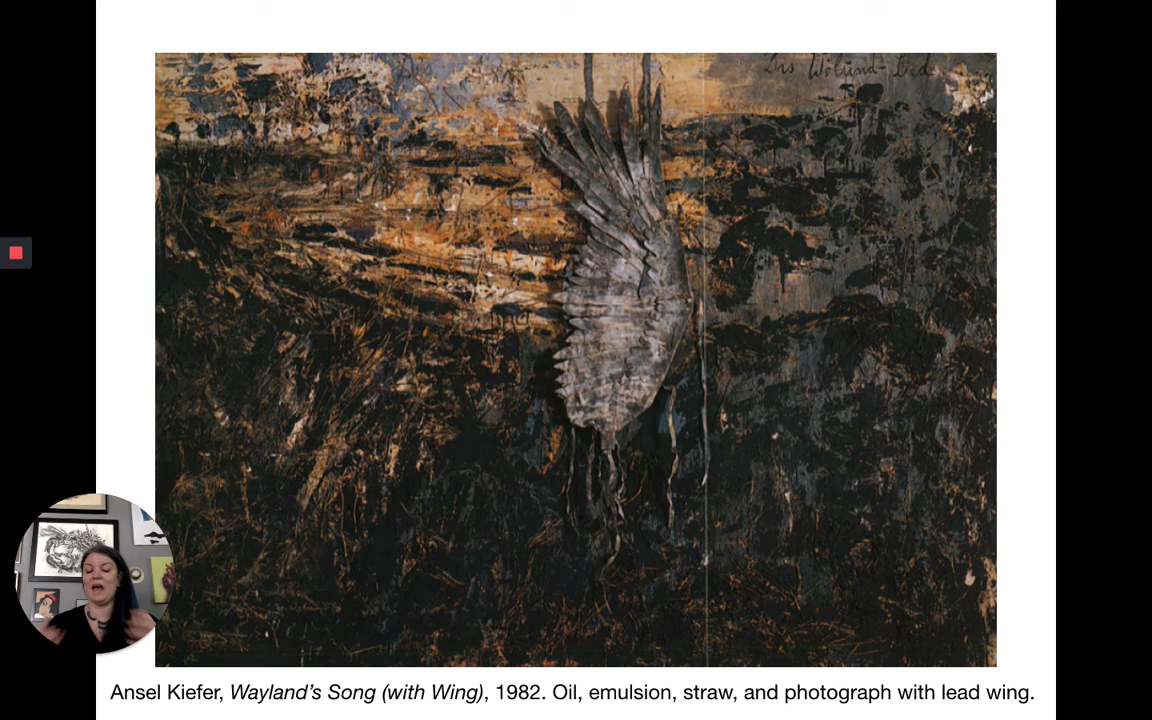 Das Wölund-Lied
Ansel Kiefer, Wayland's Song (with Wing), 1982. Oil, emulsion, straw, and photograph with lead wing.